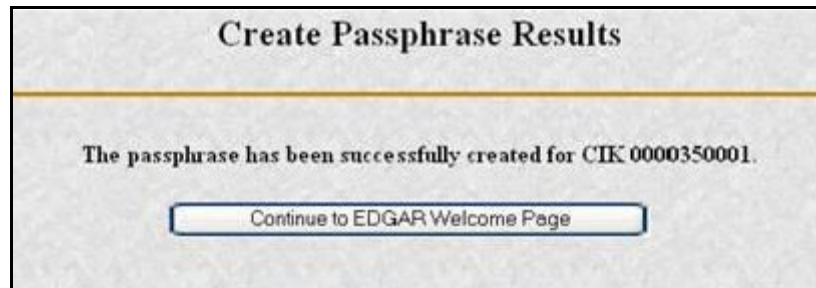 Create Passphrase Results
The passphrase has been successfully created for CIK 0000350001.
Continue to EDGAR Welcome Page